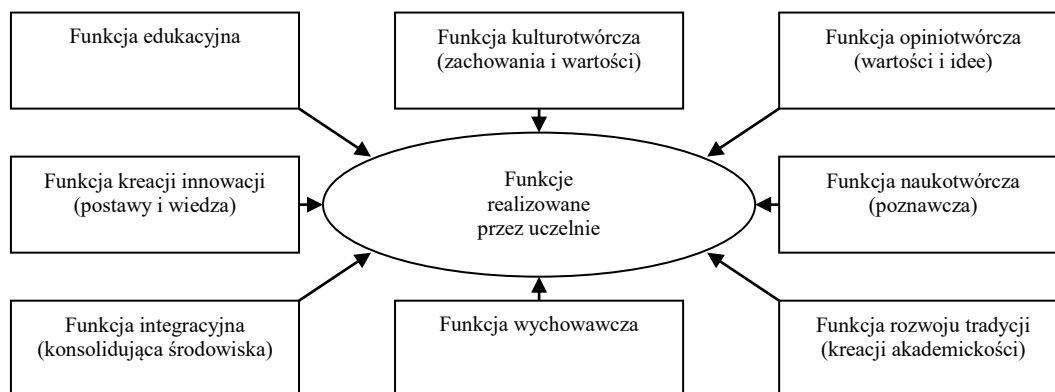 Funkcja edukacyjna
Funkcja kulturotwórcza
(zachowania i wartości)
Funkcja opiniotwórcza
(wartości i idee)
Funkcja kreacji innowacji
(postawy i wiedza)
Funkcje
realizowane
przez uczelnie
Funkcja naukotwórcza
(poznawcza)
Funkcja integracyjna
(konsolidująca środowiska)
Funkcja wychowawcza
Funkcja rozwoju tradycji
(kreacji akademickości)